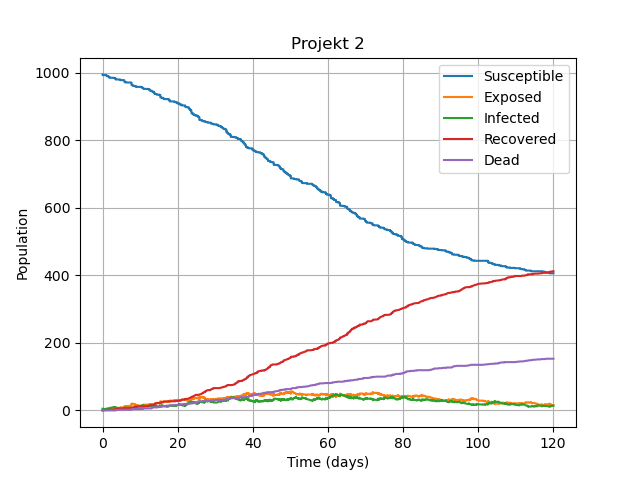 Projekt 2
1000
800
600
400
200
0
Population
Susceptible
Exposed
Infected
Recovered
Dead
0 20 40 60 80 100 120
Time (days)